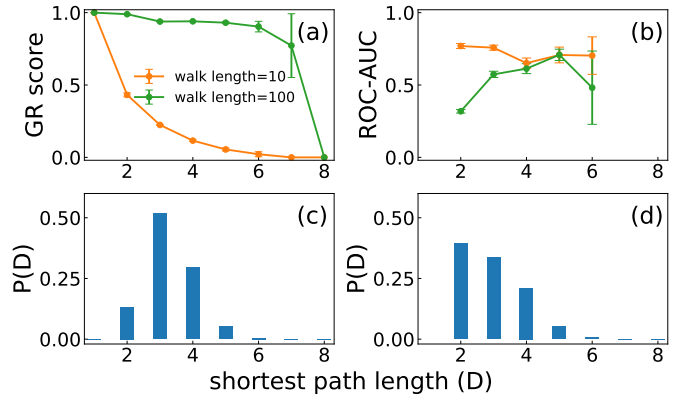 1.0
0.5
0.0
GR score
(a)
walk length=10
walk length=100
2
4
6
8
1.0
0.5
0.0
ROC-AUC
(b)
2
4
6
8
0.50
0.25
0.00
P(D)
(c)
2
4
6
8
0.50
0.25
0.00
P(D)
(d)
2
4
6
8
shortest path length (D)